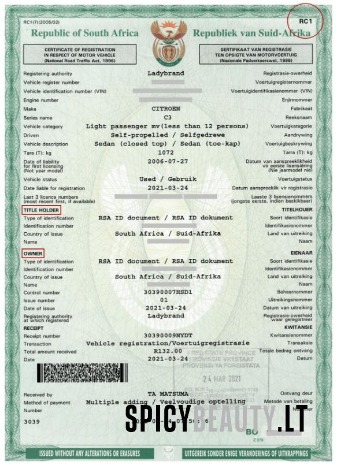 RC1(7)(2008/02)
RC1
Republic of South Africa Republiek van Suid-Afrika
CERTIFICATE OF REGISTRATION IN RESPECT OF MOTOR VEHICLE (National Road Traffic Act, 1996)
SERTIFIKAAT VAN REGISTRASIE TEN OPSIGTE VAN MOTORVOERTUIG (Nasionale Padverkeerswet, 1996)
Registering authority Ladybrand Registrasie-owerheid
Vehicle register number Voertuigregisternommer
Vehicle identification number (VIN) Voertuigidentifikasienommer (VIN)
Engine number Enjinnommer
Make CITROEN Fabrikaat
Series name C3 Reeksnaam
Vehicle category Light passenger mv(less than 12 persons) Voertuigkategorie
Driven Self-propelled / Selfgedrewe Aandrywing
Vehicle description Sedan (closed top) / Sedan (toe-kap) Voertuigbeskrywing
Tare (T): kg 1072 Tarra (T): kg
Date of liability for first licensing (Not year model) 2006-07-27 Datum van aanspreeklikheid vir eerste lisensiëring (Nie jaarmodel nie)
Vehicle status Used / Gebruik Voertuigstatus
Date liable for registration 2021-03-24 Datum aanspreeklik vir registrasie
Last 3 licence numbers (most recent first, if available) Laaste 3 lisensienommers (jongste eerste, indien beskikbaar)
TITLE HOLDER TITELHOUER
Type of identification RSA ID document / RSA ID dokument Soort identifikasie
Identification number Identifikasienommer
Country of issue South Africa / Suid-Afrika Land van uitreiking
Name Naam
OWNER EIENAAR
Type of identification RSA ID document / RSA ID dokument Soort identifikasie
Identification number Identifikasienommer
Country of issue South Africa / Suid-Afrika Land van uitreiking
Name Naam
Control number 30390007HSD1 Beheernommer
Issue number 01 Uitreikingsnommer
Date of issue 2021-03-24 Datum van uitreiking
Registering authority at which registered Ladybrand Registrasie-owerheid waar geregistreer
RECEIPT KWITANSIE
Receipt number 30390009NYDT Kwitansienommer
Transaction Vehicle registration/Voertuigregistrasie Transaksie
Total amount received R132.00 Totale bedrag ontvang
Date 2021-03-24 Datum
24 MAR 2021
Received by TA MATSUMA Ontvang deur
Method of payment Multiple adding / Veelvoudige optelling Metode van betaling
Number Nommer
3039
SPICYBEAUTY.LT
ISSUED WITHOUT ANY ALTERATIONS OR ERASURES
UITGEREIK SONDER ENIGE VERANDERINGS OF UITKRAPPINGS